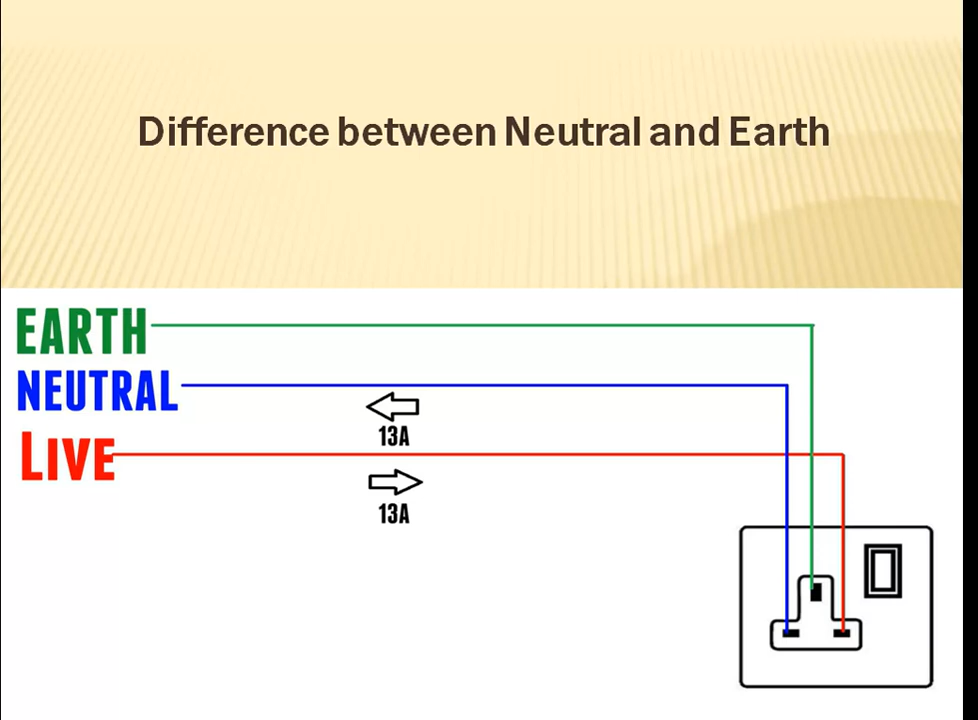 Difference between Neutral and Earth
EARTH
NEUTRAL
13A
LIVE
13A